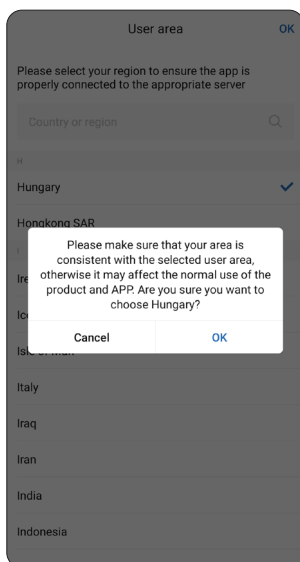 User area
OK
Please select your region to ensure the app is
properly connected to the appropriate server
Country or region
H
Hungary
Hongkong SAR
I
Please make sure that your area is
consistent with the selected user area,
otherwise it may affect the normal use of the
product and APP. Are you sure you want to
choose Hungary?
Cancel
OK
Italy
Iraq
Iran
India
Indonesia